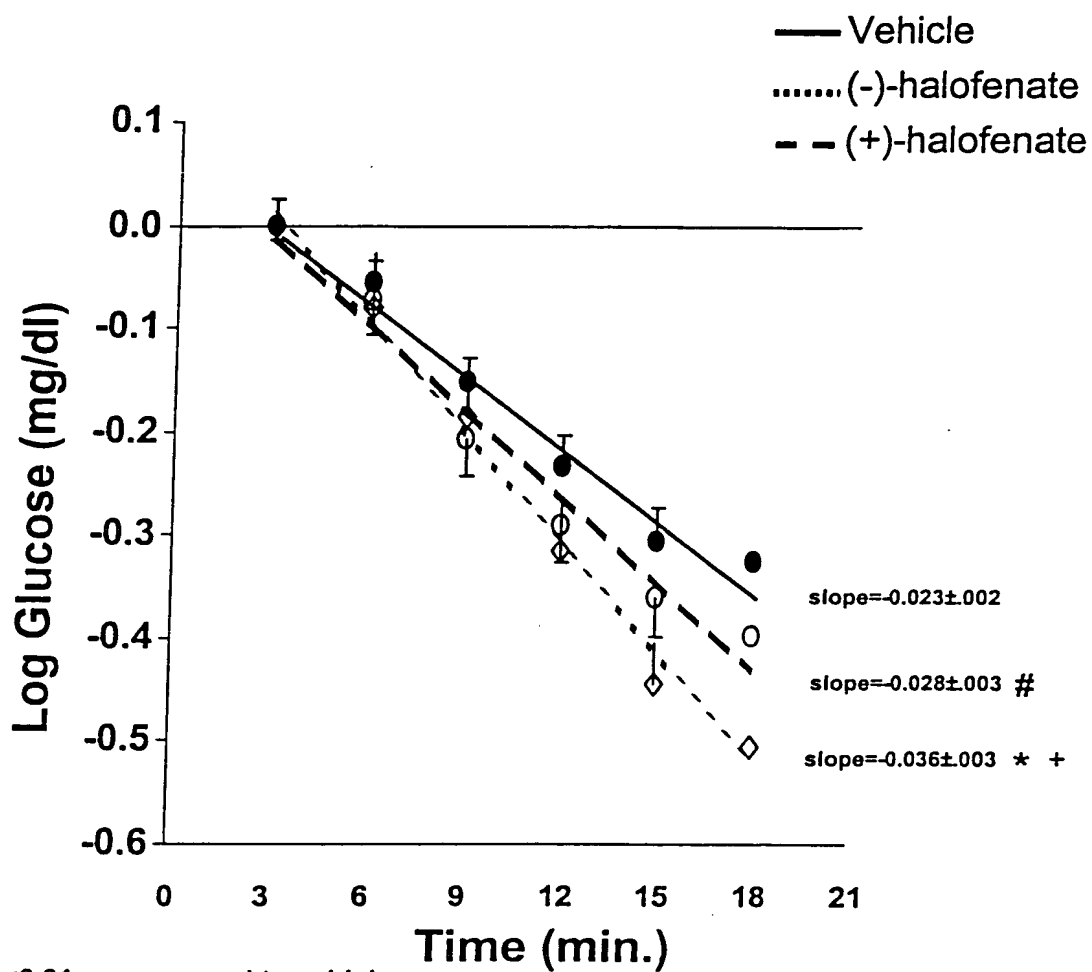 Vehicle
(-)-halofenate
(+)-halofenate
0.1
0.0
-0.1
-0.2
-0.3
-0.4
-0.5
-0.6
Log Glucose (mg/dl)
slope=-0.023±.002
slope=-0.028±.003 #
slope=-0.036±.003 * +
0 3 6 9 12 15 18 21
Time (min.)